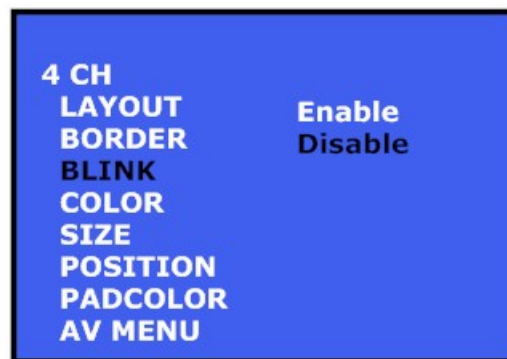 4 CH
LAYOUT
BORDER
BLINK
COLOR
SIZE
POSITION
PADCOLOR
AV MENU
Enable
Disable